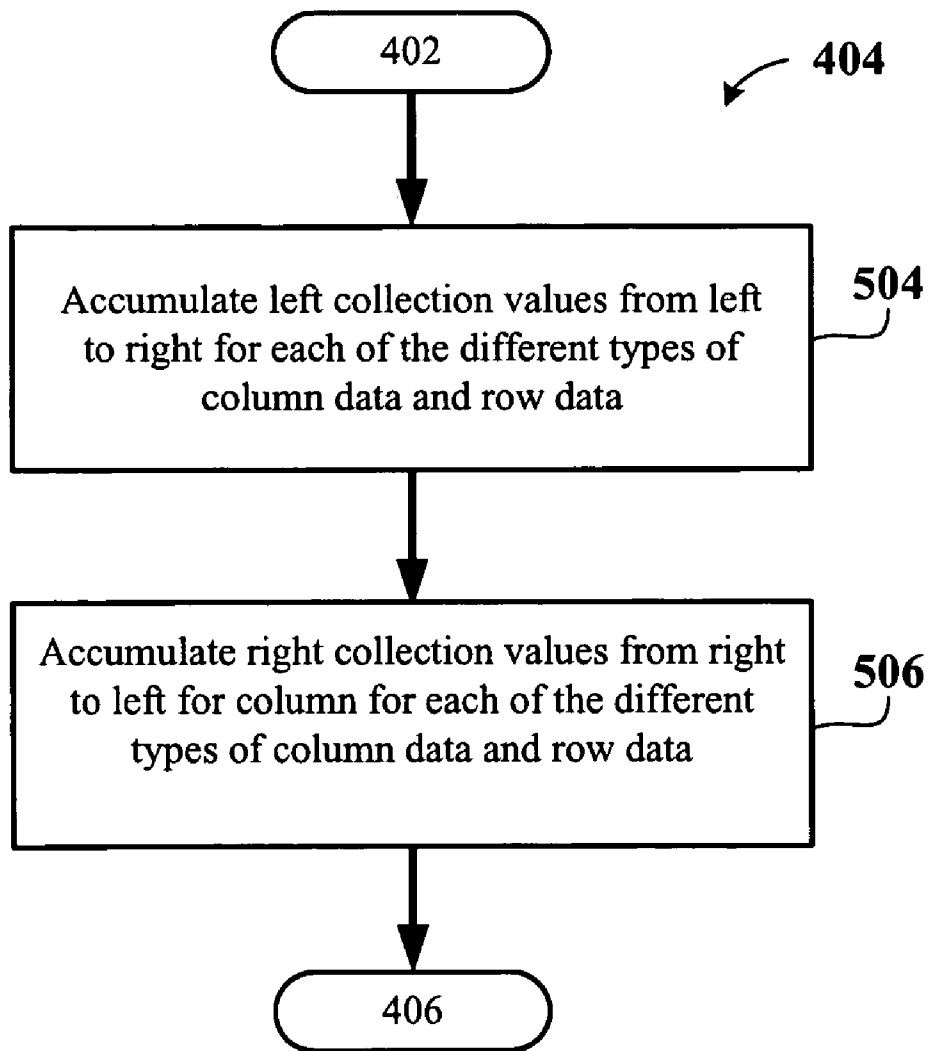 402
404
Accumulate left collection values from left
to right for each of the different types of
column data and row data
504
Accumulate right collection values from right
to left for column for each of the different
types of column data and row data
506
406